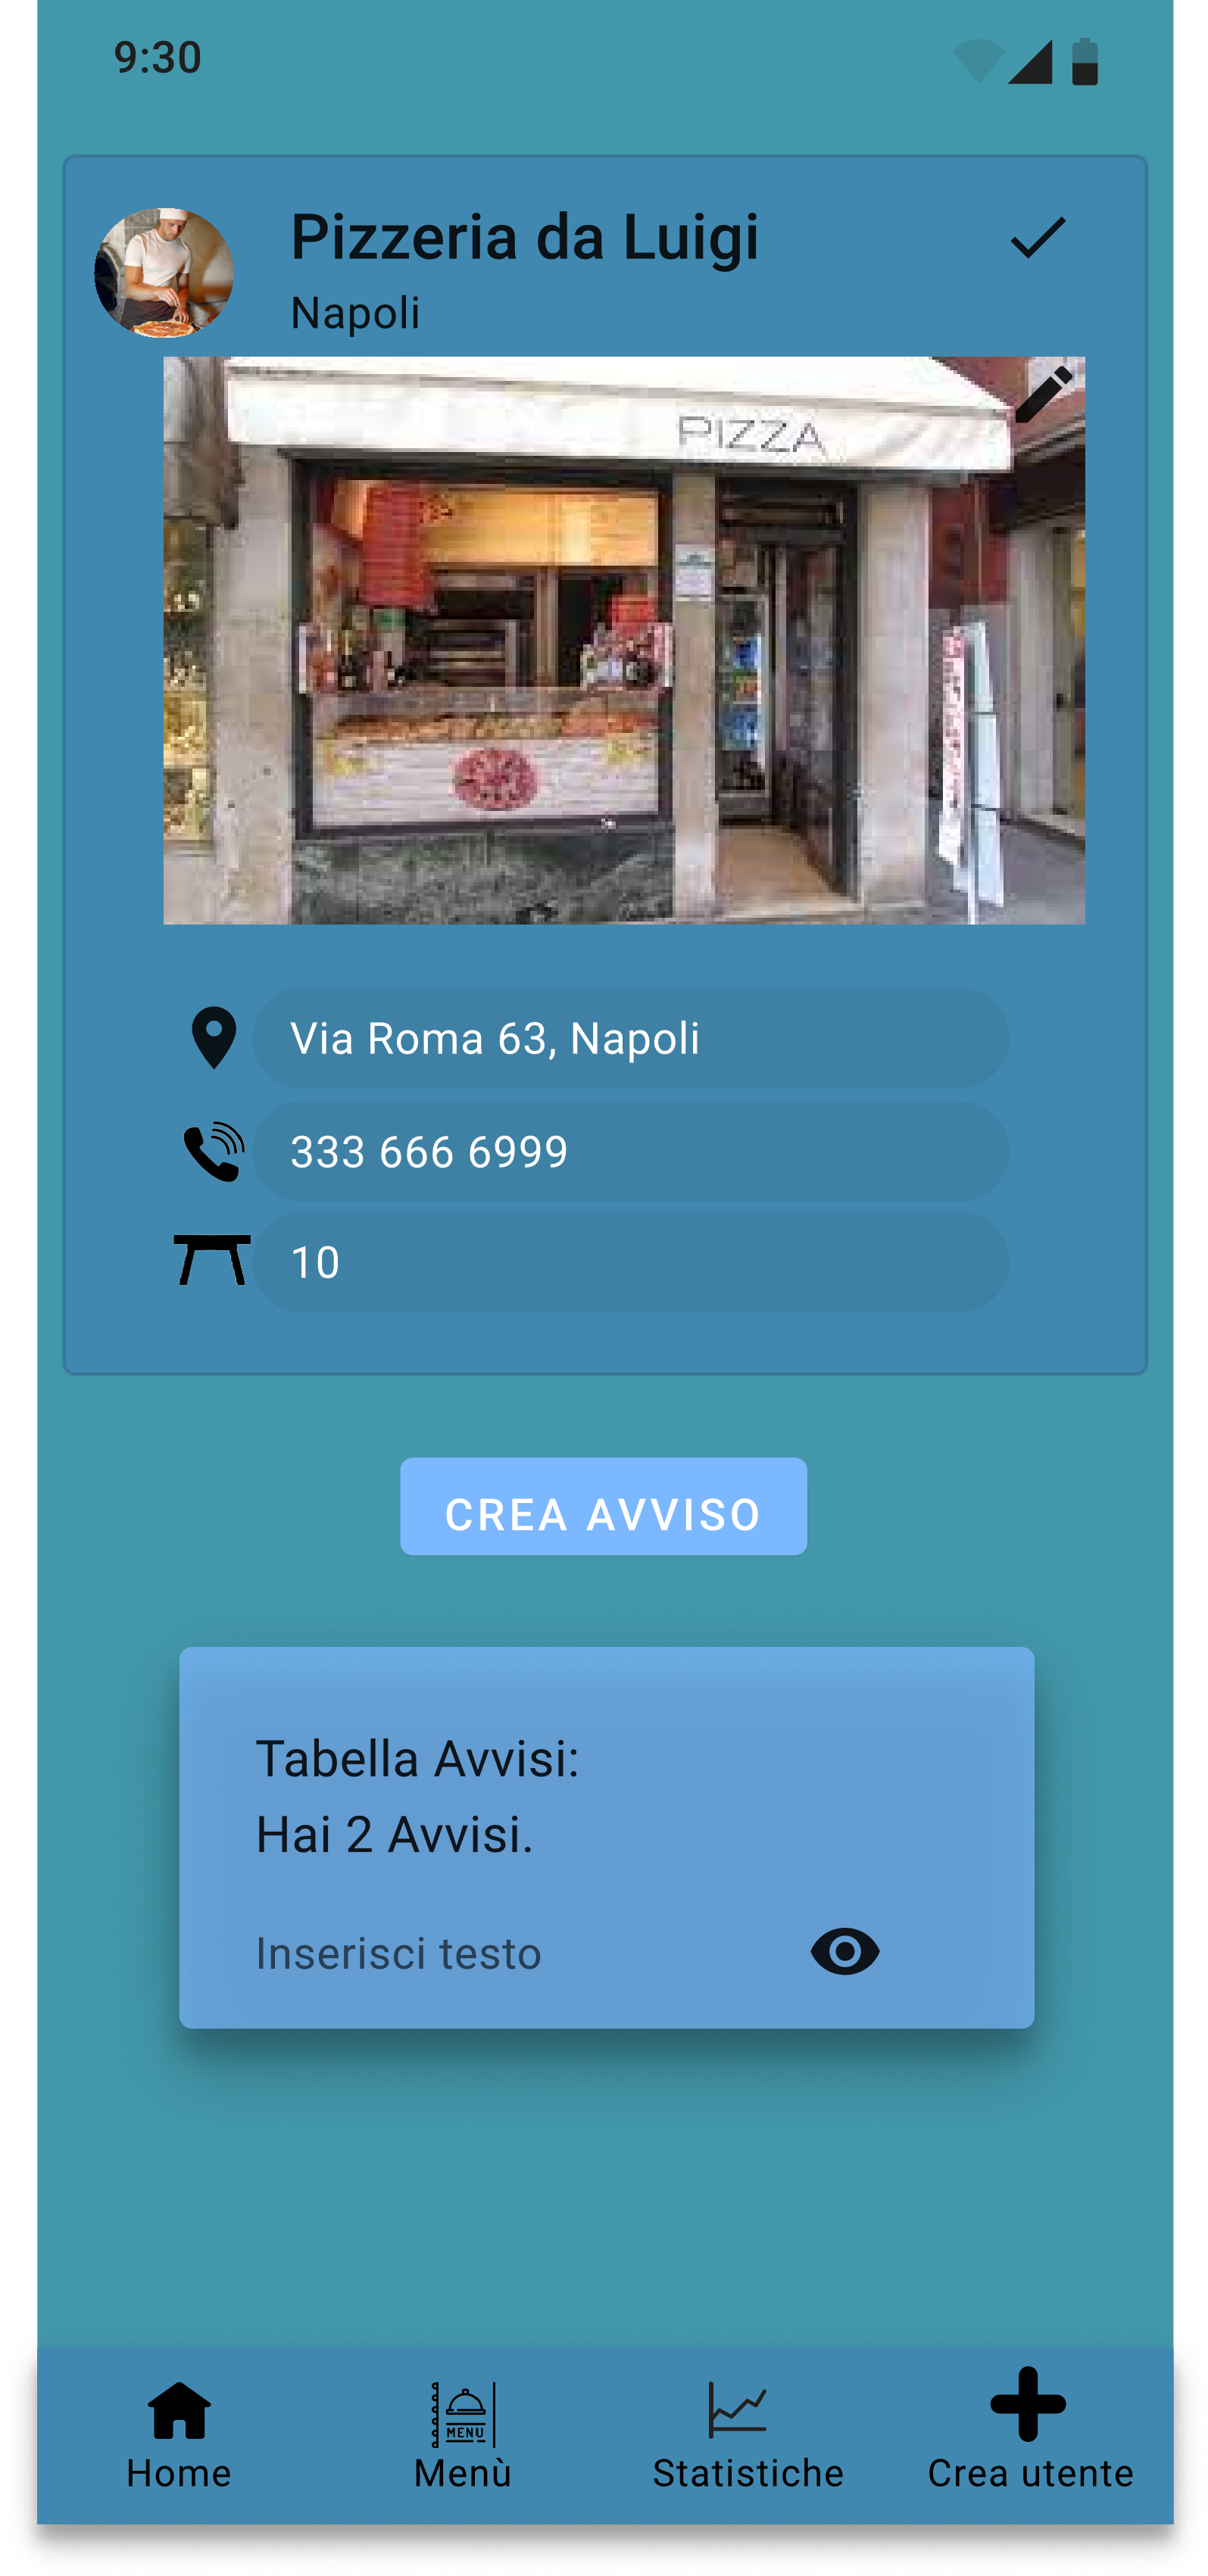 9:30
Pizzeria da Luigi
Napoli
PIZZA
Via Roma 63, Napoli
333 666 6999
10
CREA AVVISO
Tabella Avvisi:
Hai 2 Avvisi.
Inserisci testo
MENU
Home
Menù
Statistiche
Crea utente